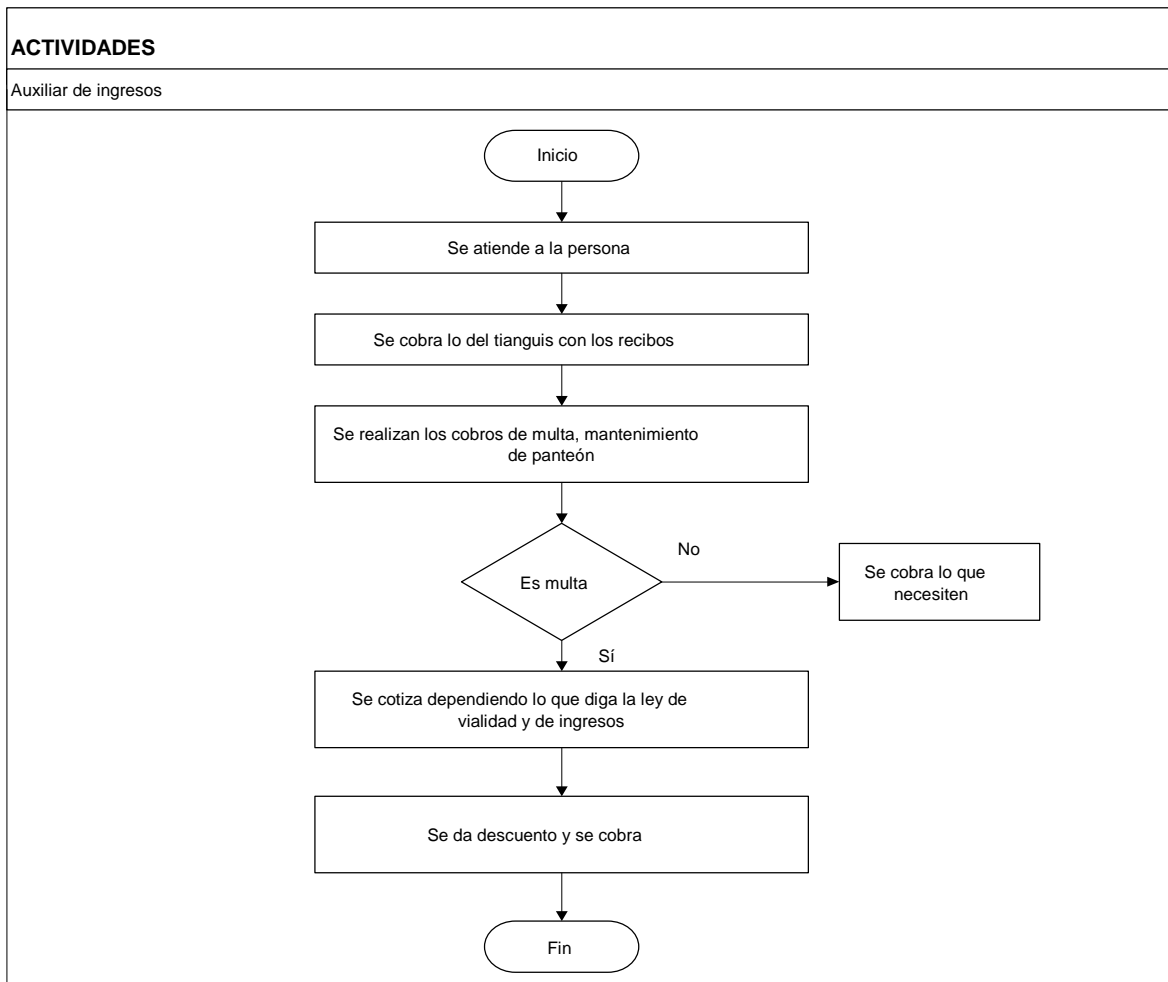 ACTIVIDADES
Auxiliar de ingresos
Inicio
Se atiende a la persona
Se cobra lo del tianguis con los recibos
Se realizan los cobros de multa, mantenimiento
de panteón
Es multa
No
Se cobra lo que
necesiten
Sí
Se cotiza dependiendo lo que diga la ley de
vialidad y de ingresos
Se da descuento y se cobra
Fin